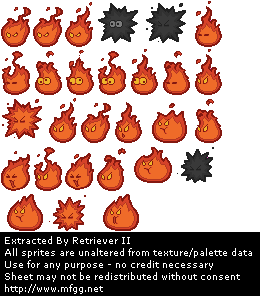 Extracted By Retriever II
All sprites are unaltered from texture/palette data
Use for any purpose - no credit necessary
Sheet may not be redistributed without consent
http://www.mfgg.net